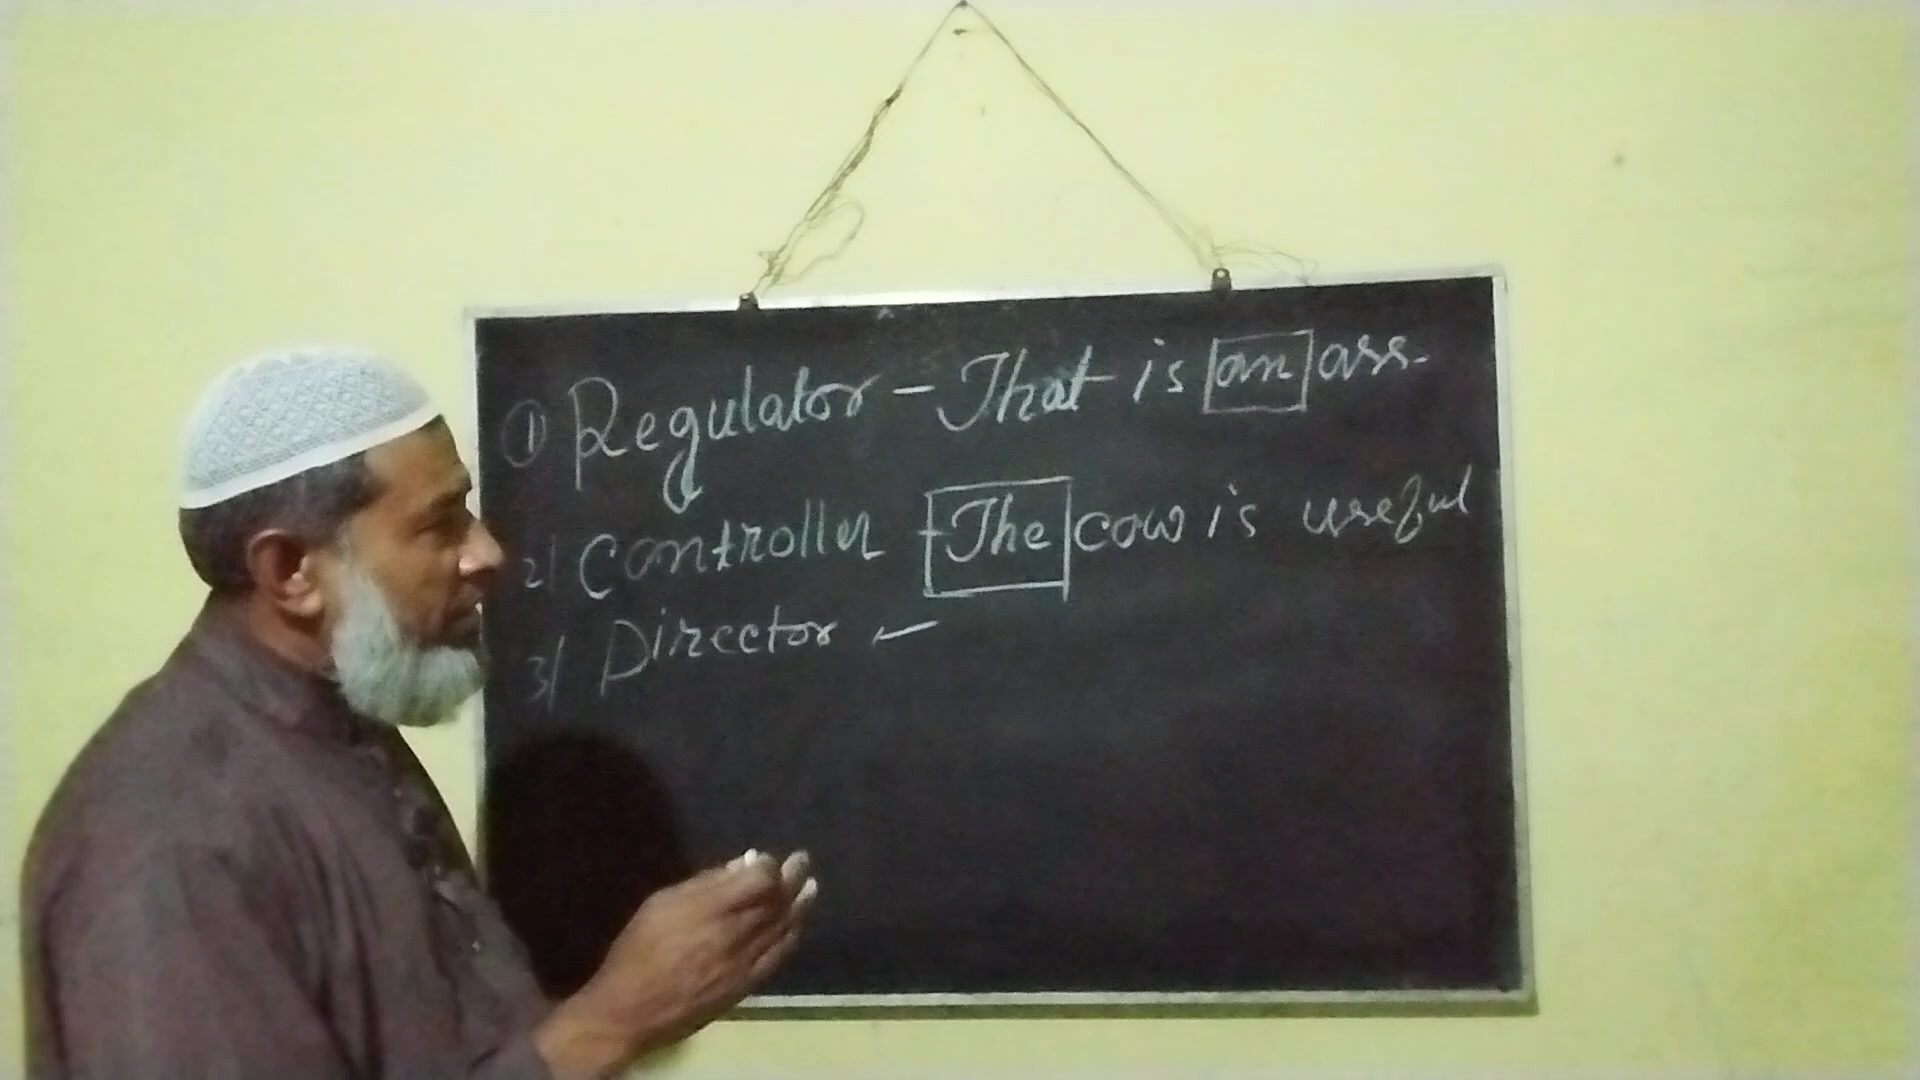 ① Regulator - That is an ass.
2) Controller - The cow is useful
3) Director -